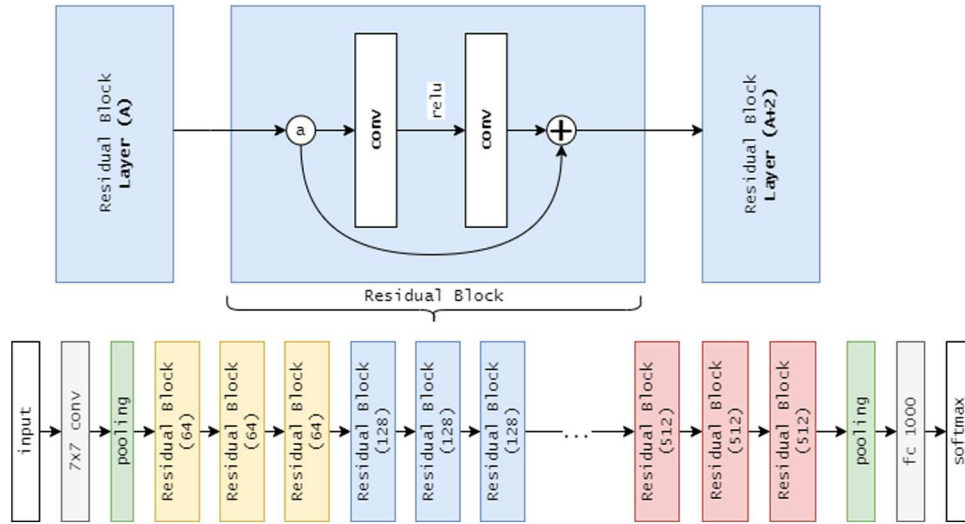 Residual Block
Layer (A)
a
conv
relu
conv
+
Residual Block
Layer (A+2)
Residual Block
input
7x7 conv
pooling
Residual Block
(64)
Residual Block
(64)
Residual Block
(64)
Residual Block
(128)
Residual Block
(128)
Residual Block
(128)
...
Residual Block
(512)
Residual Block
(512)
Residual Block
(512)
pooling
fc 1000
softmax